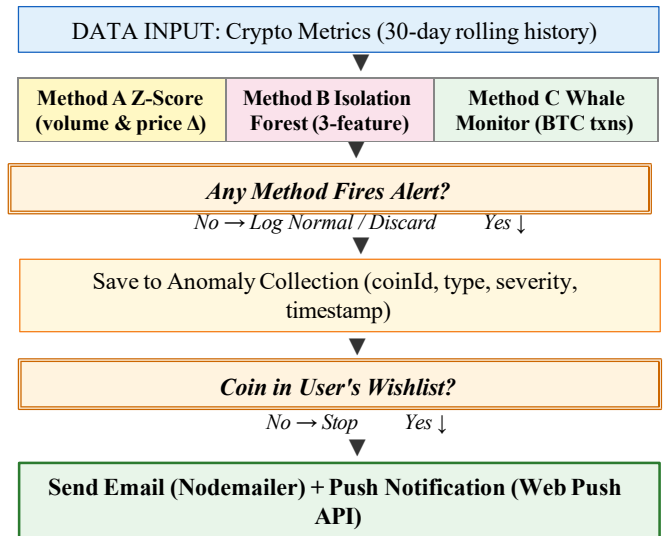 DATA INPUT: Crypto Metrics (30-day rolling history)
▼
Method A Z-Score
(volume & price Δ)
Method B Isolation
Forest (3-feature)
Method C Whale
Monitor (BTC txns)
▼
Any Method Fires Alert?
No → Log Normal / Discard Yes ↓
▼
Save to Anomaly Collection (coinId, type, severity,
timestamp)
▼
Coin in User's Wishlist?
No → Stop Yes ↓
▼
Send Email (Nodemailer) + Push Notification (Web Push
API)